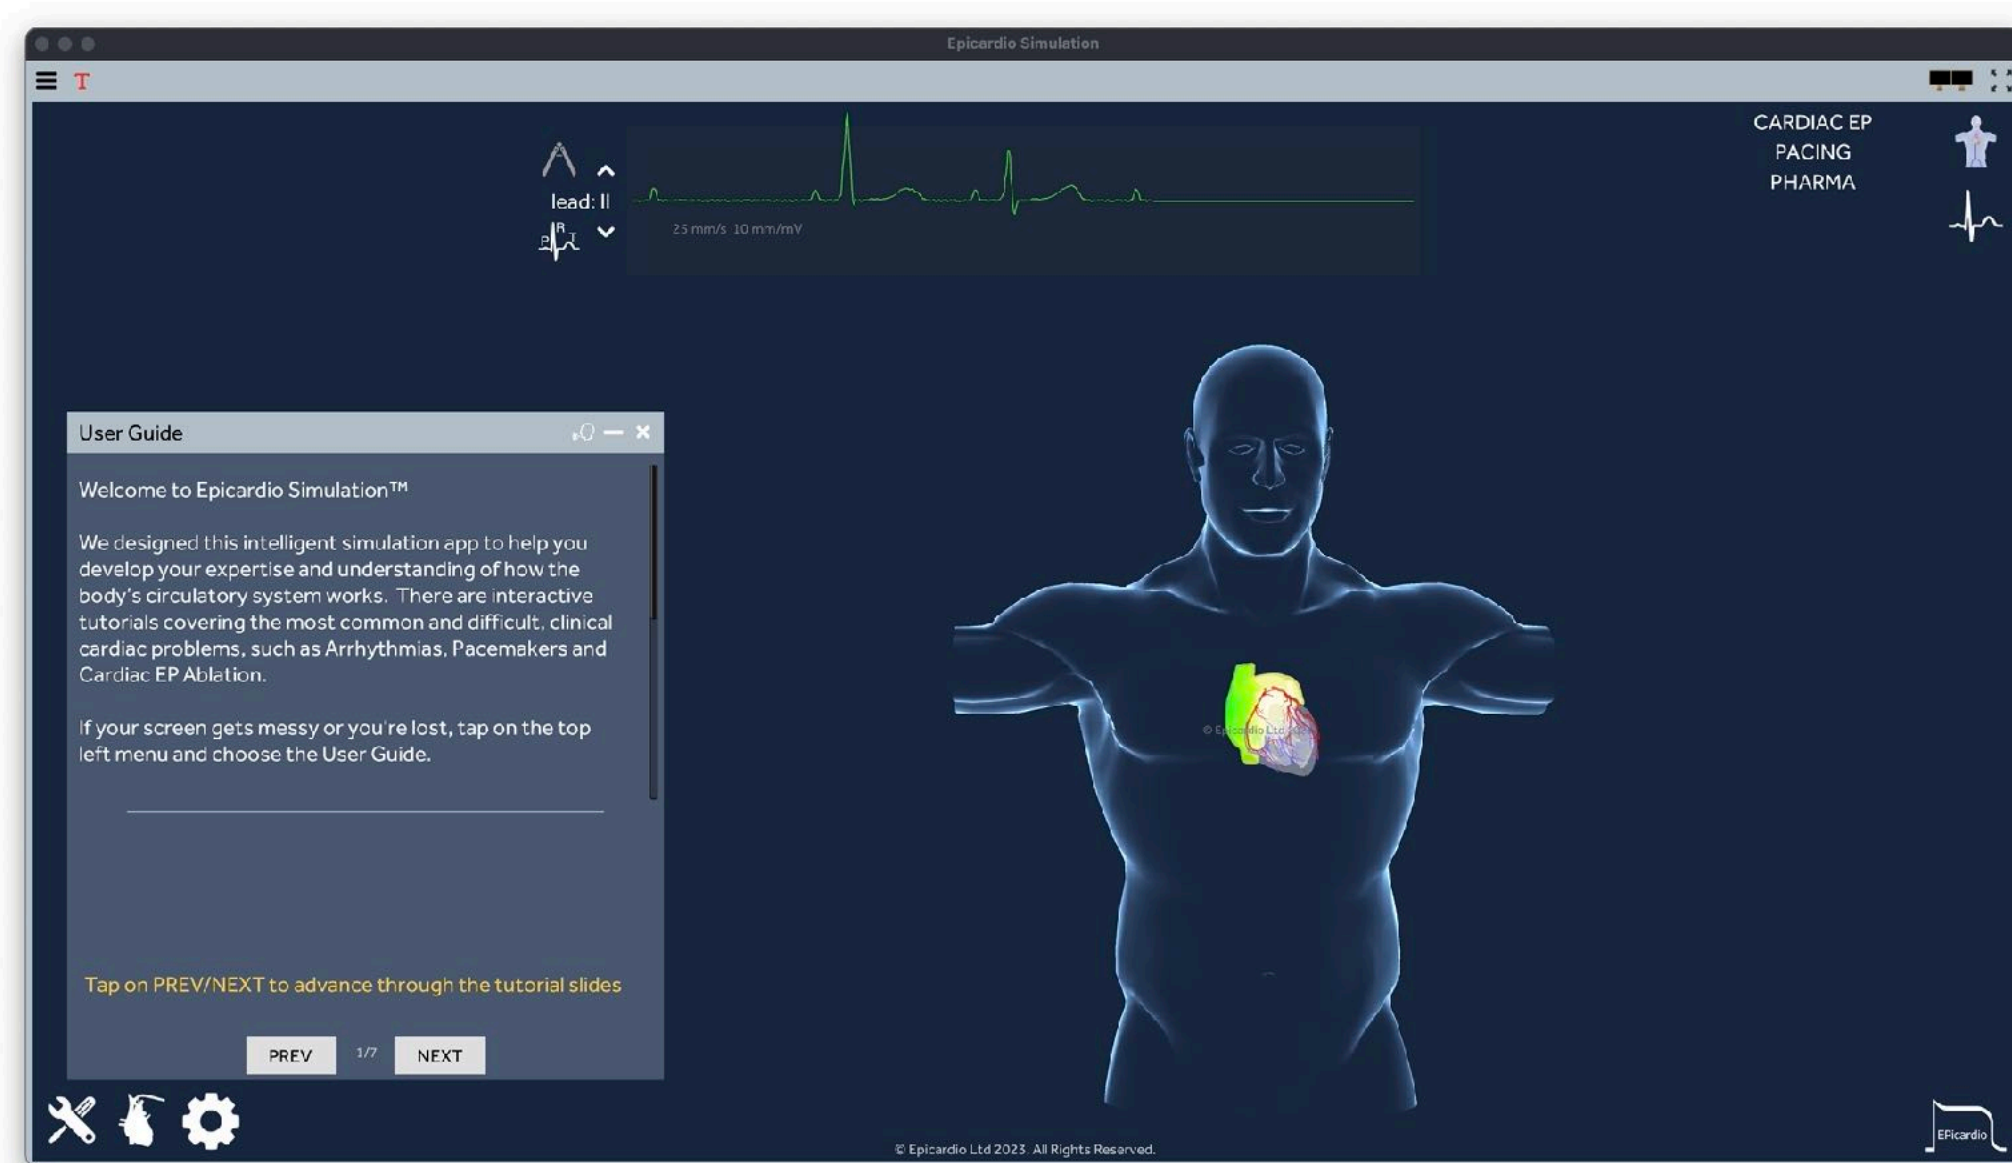 Epicardio Simulation
T
CARDIAC EP
PACING
PHARMA
lead: II
P R T
25 mm/s 10 mm/mV
User Guide
Welcome to Epicardio Simulation™
We designed this intelligent simulation app to help you
develop your expertise and understanding of how the
body's circulatory system works. There are interactive
tutorials covering the most common and difficult, clinical
cardiac problems, such as Arrhythmias, Pacemakers and
Cardiac EP Ablation.
If your screen gets messy or you're lost, tap on the top
left menu and choose the User Guide.
© Epicardio Ltd
Tap on PREV/NEXT to advance through the tutorial slides
PREV
1/7
NEXT
EPicardio
© Epicardio Ltd 2023. All Rights Reserved.